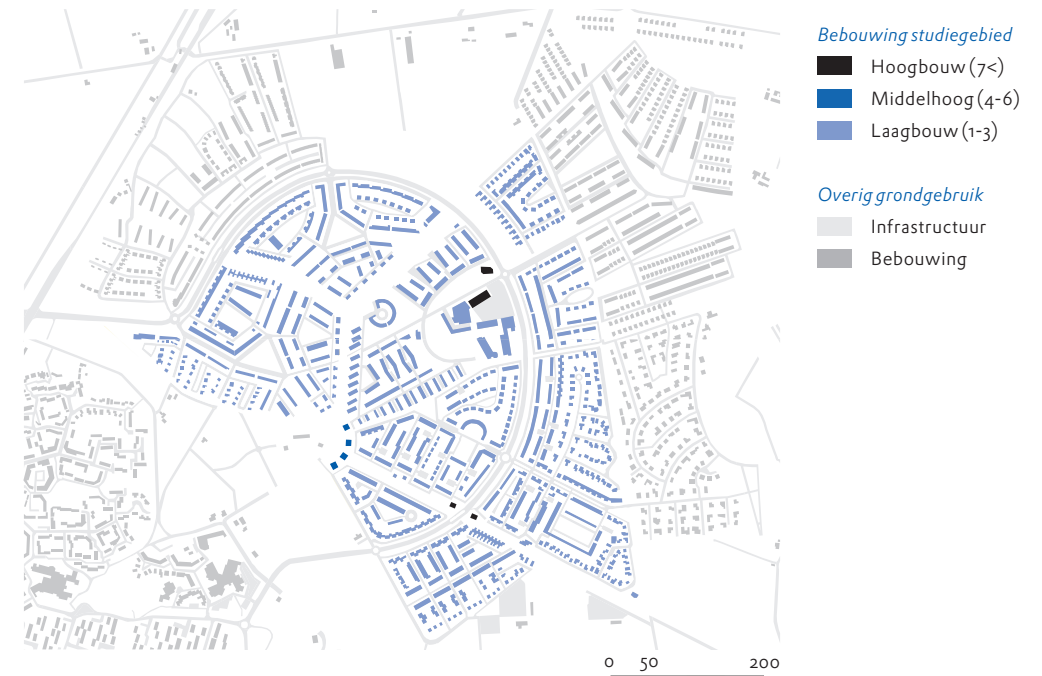 Bebouwing studiegebied
Hoogbouw (7<)
Middelhoog (4-6)
Laagbouw (1-3)
Overig grondgebruik
Infrastructuur
Bebouwing
0 50 200